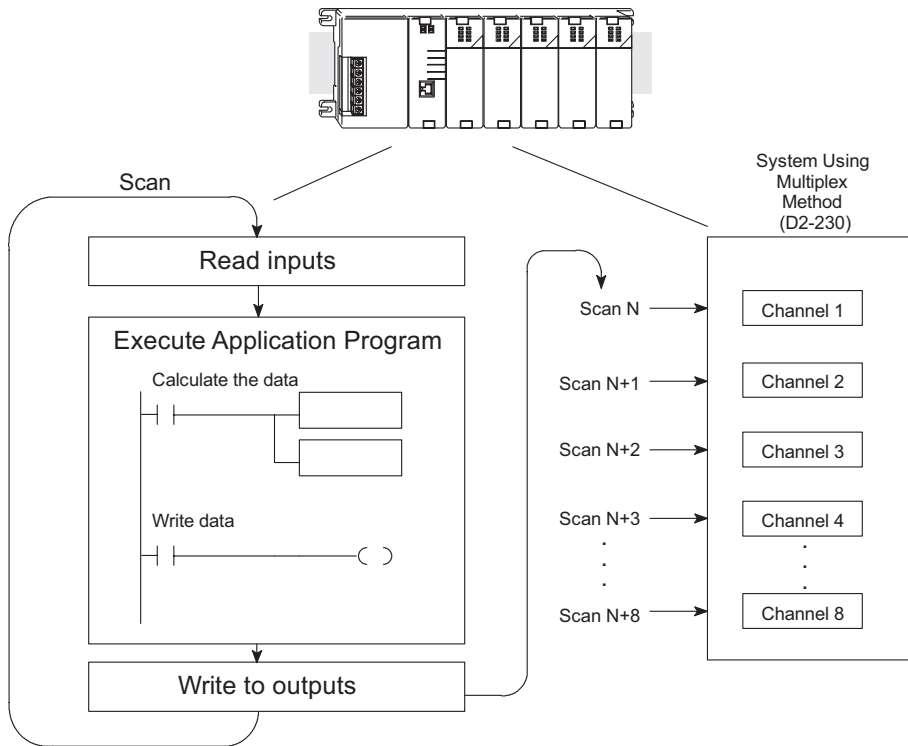 System Using
Multiplex
Method
(D2-230)
Scan
Read inputs
Execute Application Program
Calculate the data
Write data
Write to outputs
Scan N
Channel 1
Scan N+1
Channel 2
Scan N+2
Channel 3
Scan N+3
Channel 4
Scan N+8
Channel 8